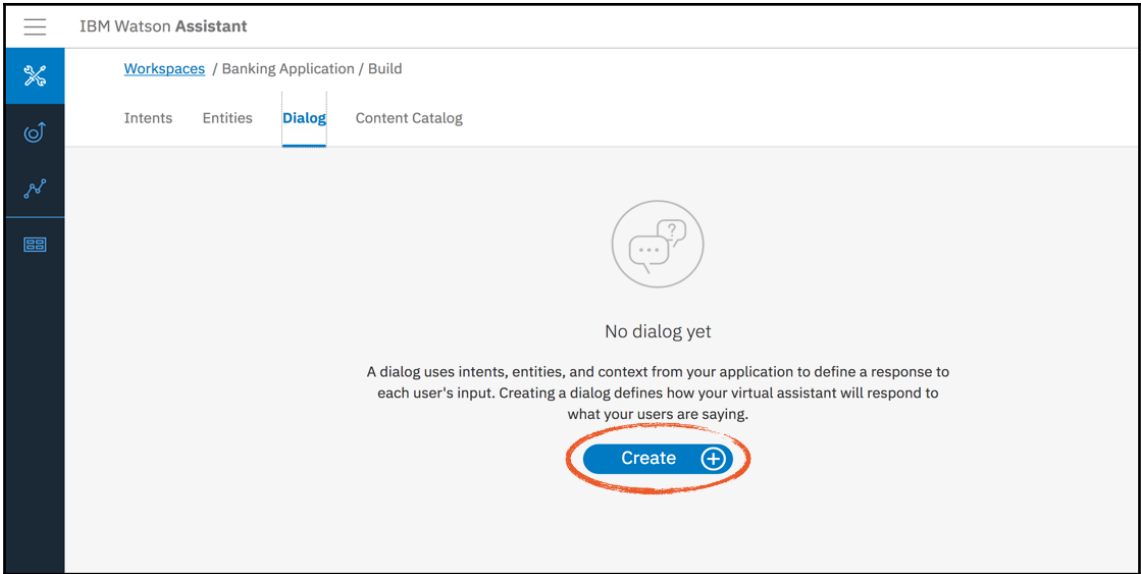 IBM Watson Assistant
Workspaces / Banking Application / Build
Intents Entities Dialog Content Catalog
?
No dialog yet
A dialog uses intents, entities, and context from your application to define a response to
each user's input. Creating a dialog defines how your virtual assistant will respond to
what your users are saying.
Create